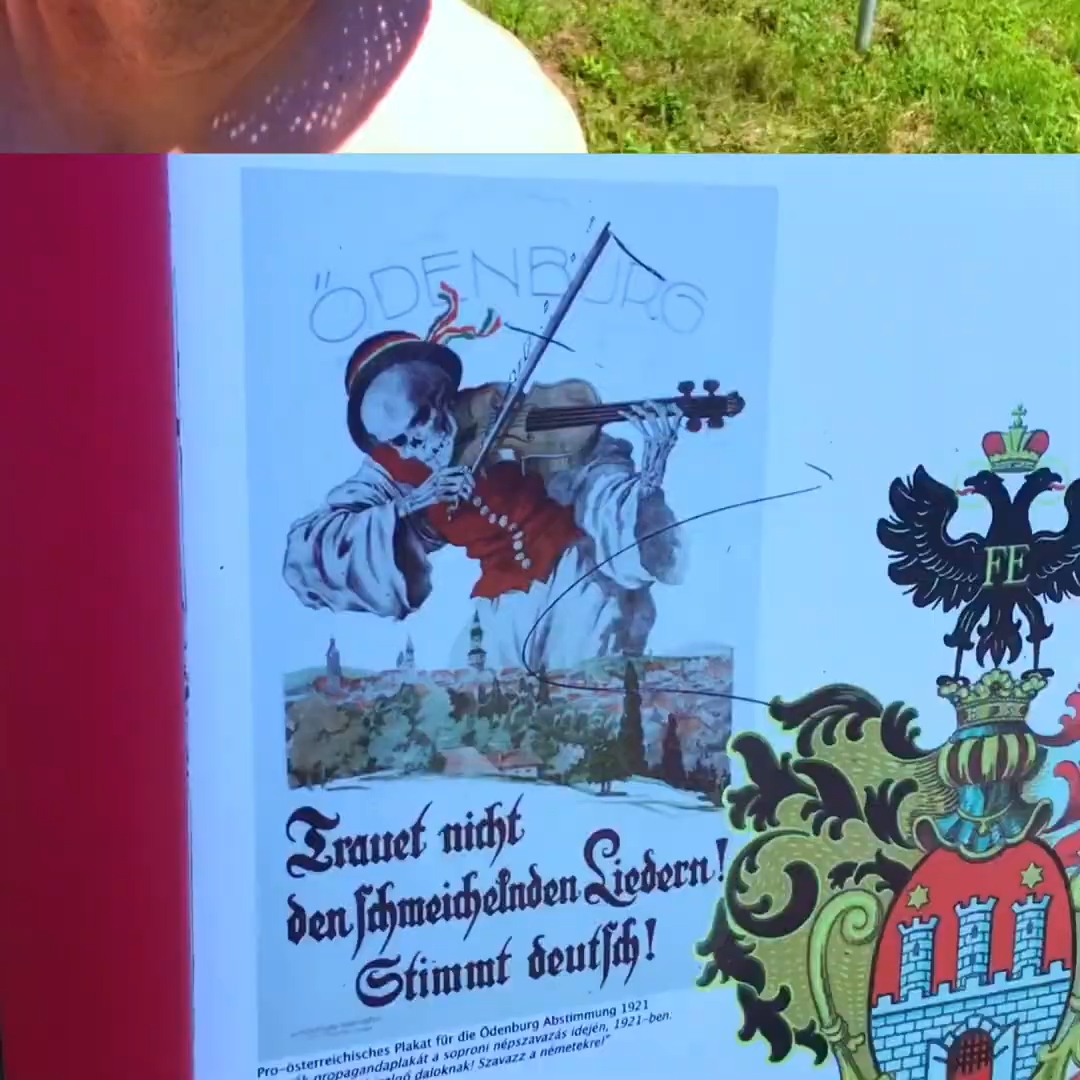 ÖDENBURG
FE
Trauet nicht
den schmeichelnden Liedern!
Stimmt deutsch!
Pro-österreichisches Plakat für die Ödenburg Abstimmung 1921
propagandaplakát a soproni népszavazás idején, 1921-ben.
daloknak! Szavazz a németekre!"